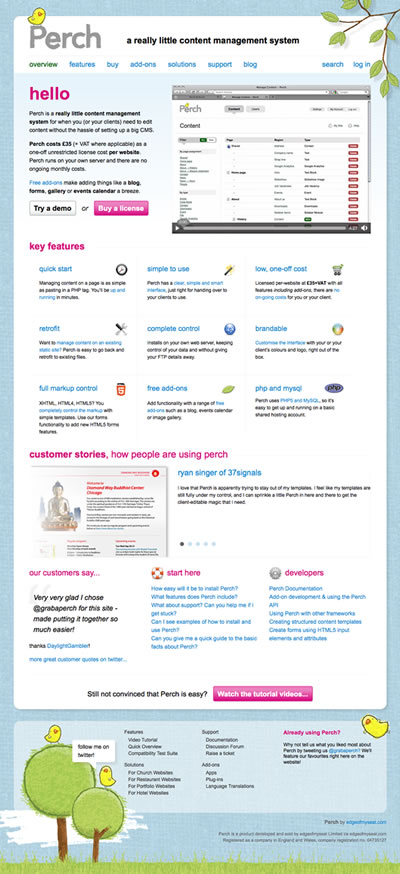 Perch
a really little content management system
overview features buy add-ons solutions support blog search log in
hello
Perch is a really little content management
system for when you (or your clients) need to edit
content without the hassle of setting up a big CMS.
Perch costs £35 (+ VAT where applicable) as a
one-off unrestricted license cost per website.
Perch runs on your own server and there are no
ongoing monthly costs.
Free add-ons make adding things like a blog,
forms, gallery or events calendar a breeze.
Try a demo or Buy a license
Perch
Content
4:27
key features
quick start
Managing content on a page is as simple
as pasting in a PHP tag. You'll be up and
running in minutes.
simple to use
Perch has a clear, simple and smart
interface, just right for handing over to
your clients to use.
low, one-off cost
Licensed per-website at £35+VAT with all
features including add-ons, there are no
on-going costs for you or your client.
retrofit
Want to manage content on an existing
static site? Perch is easy to go back and
retrofit to existing files.
complete control
Installs on your own web server, keeping
control of your data and without giving
your FTP details away.
brandable
Customise the interface with your or your
client's colours and logo, right out of the
box.
full markup control
XHTML, HTML4, HTML5? You
completely control the markup with
simple templates. Use our forms
functionality to add to HTML5 forms
incredibly easily.
free add-ons
Add functionality with a range of free
add-ons such as a blog, events calendar
or image gallery.
php and mysql
Perch uses PHP5 and MySQL, so it's
easy to get up and running on a basic
shared hosting account.
customer stories, how people are using perch
Diamond Way Buddhist Center
Chicago
ryan singer of 37signals
I love that Perch is apparently trying to stay out of my templates. I feel like my templates are
still fully under my control, and I can sprinkle a little Perch in here and there to get the
client-editable magic that I need.
our customers say...
Very very glad I chose
@grabaperch for this site -
made putting it together so
much easier!
thanks DaylightGambler!
more great customer quotes on twitter...
start here
How easy will it be to install Perch?
What features does Perch include?
What about support? Can you help me if I
get stuck?
Can I see examples of how to install and
use Perch?
Can you give me a quick guide to the basic
facts about Perch?
developers
Perch Documentation
Add-on development & using the Perch
API
Using Perch with other frameworks
Creating structured content templates
Create forms using HTML5 input
elements and attributes
Still not convinced that Perch is easy? Watch the tutorial videos...
follow me on
twitter!
Features
Video Tutorial
Quick Overview
Compatibility Test Suite
Solutions
For Church Websites
For Restaurant Websites
For Portfolio Websites
For Hotel Websites
Support
Documentation
Discussion Forum
Raise a ticket
Add-ons
Apps
Plug-ins
Language Translations
Already using Perch?
Why not tell us what you liked most about
Perch by tweeting us @grabaperch? We'll
feature our favourites right here on the
website!
Perch by edgeofmyseat.com
Perch is a product developed and sold by edgeofmyseat Limited t/a edgeofmyseat.com